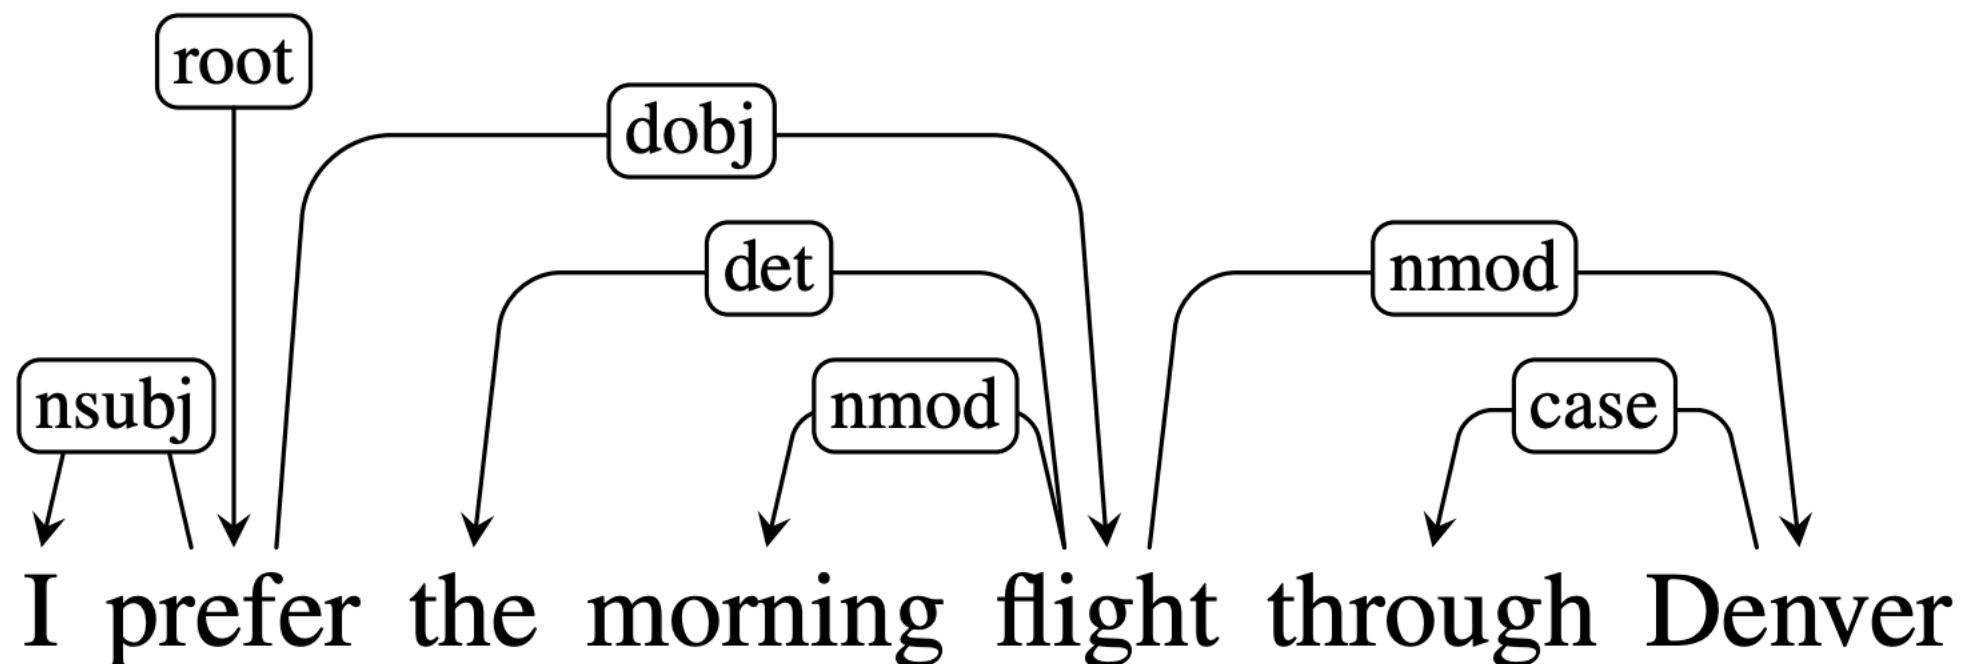 root
dobj
det
nmod
nsubj
nmod
case
I prefer the morning flight through Denver